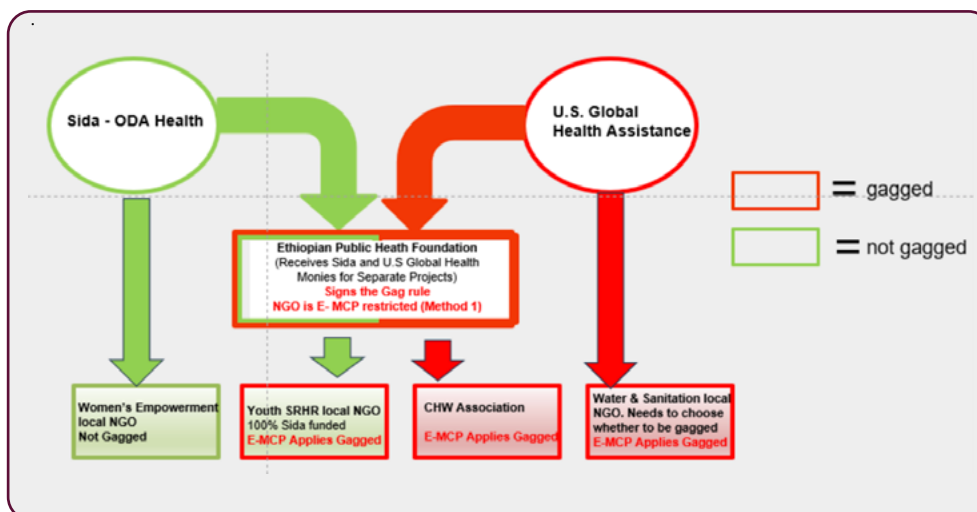 .
Sida - ODA Health
U.S. Global
Health Assistance
= gagged
= not gagged
Ethiopian Public Heath Foundation
(Receives Sida and U.S Global Health
Monies for Separate Projects)
Signs the Gag rule
NGO is E- MCP restricted (Method 1)
Women's Empowerment
local NGO
Not Gagged
Youth SRHR local NGO
100% Sida funded
E-MCP Applies Gagged
CHW Association
E-MCP Applies Gagged
Water & Sanitation local
NGO. Needs to choose
whether to be gagged
E-MCP Applies Gagged